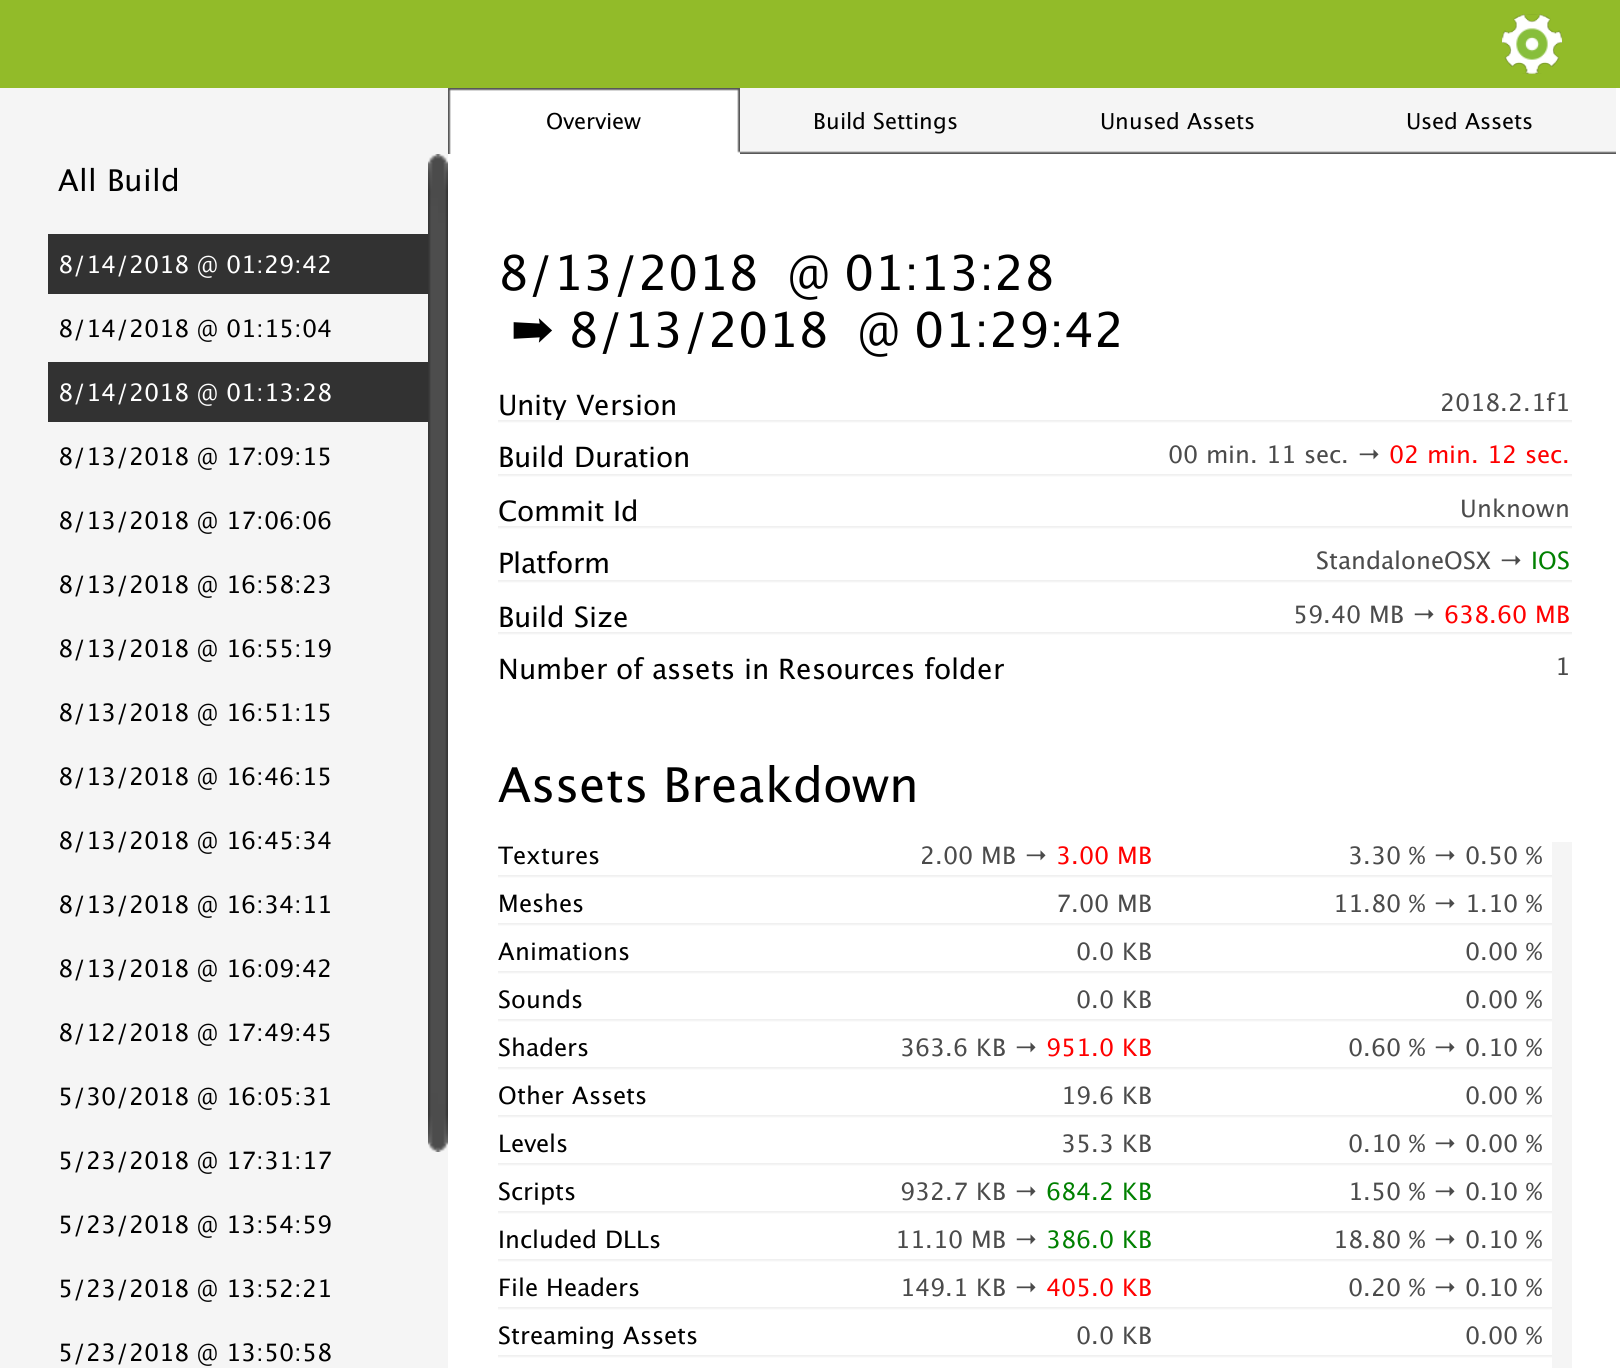 Overview
Build Settings
Unused Assets
Used Assets
All Build
8/14/2018 @ 01:29:42
8/14/2018 @ 01:15:04
8/14/2018 @ 01:13:28
8/13/2018 @ 17:09:15
8/13/2018 @ 17:06:06
8/13/2018 @ 16:58:23
8/13/2018 @ 16:55:19
8/13/2018 @ 16:51:15
8/13/2018 @ 16:46:15
8/13/2018 @ 16:45:34
8/13/2018 @ 16:34:11
8/13/2018 @ 16:09:42
8/12/2018 @ 17:49:45
5/30/2018 @ 16:05:31
5/23/2018 @ 17:31:17
5/23/2018 @ 13:54:59
5/23/2018 @ 13:52:21
5/23/2018 @ 13:50:58
8/13/2018 @ 01:13:28
➡ 8/13/2018 @ 01:29:42
Unity Version 2018.2.1f1
Build Duration 00 min. 11 sec. → 02 min. 12 sec.
Commit Id Unknown
Platform StandaloneOSX → IOS
Build Size 59.40 MB → 638.60 MB
Number of assets in Resources folder 1
Assets Breakdown
Textures 2.00 MB → 3.00 MB 3.30 % → 0.50 %
Meshes 7.00 MB 11.80 % → 1.10 %
Animations 0.0 KB 0.00 %
Sounds 0.0 KB 0.00 %
Shaders 363.6 KB → 951.0 KB 0.60 % → 0.10 %
Other Assets 19.6 KB 0.00 %
Levels 35.3 KB 0.10 % → 0.00 %
Scripts 932.7 KB → 684.2 KB 1.50 % → 0.10 %
Included DLLs 11.10 MB → 386.0 KB 18.80 % → 0.10 %
File Headers 149.1 KB → 405.0 KB 0.20 % → 0.10 %
Streaming Assets 0.0 KB 0.00 %